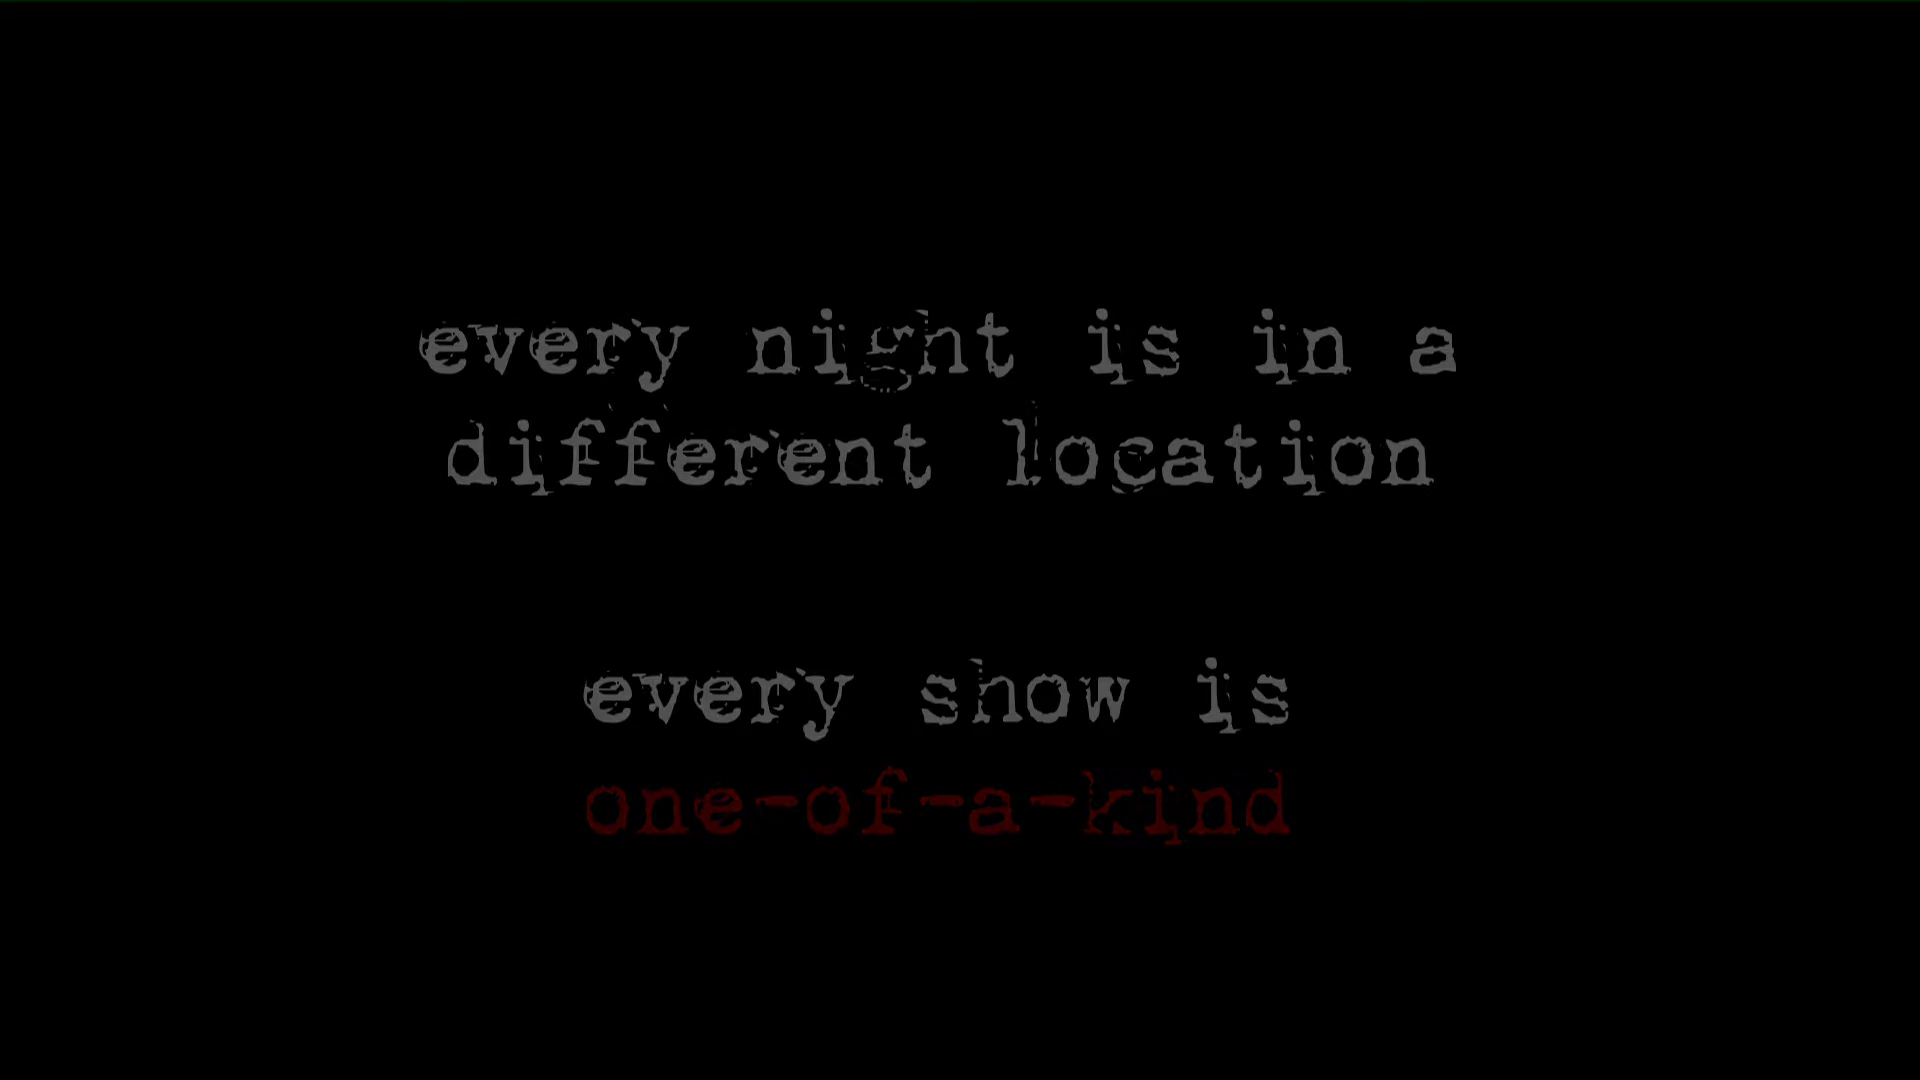 every night is in a
different location
every show is
one-of-a-kind